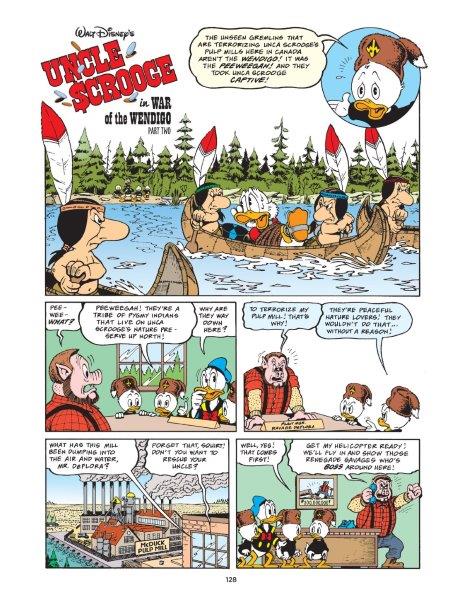 WALT DISNEY'S
UNCLE
$CROOGE
in WAR
of the WENDIGO
PART TWO
THE UNSEEN GREMLINS THAT
ARE TERRORIZING UNCA SCROOGE'S
PULP MILLS HERE IN CANADA
AREN'T THE WENDIGO! IT WAS
THE PEEWEEGAH! AND THEY
TOOK UNCA SCROOGE
CAPTIVE!
PEE-
WEE-
WHAT?
PEEWEEGAH! THEY'RE A
TRIBE OF PYGMY INDIANS
THAT LIVE ON UNCA
SCROOGE'S NATURE PRE-
SERVE UP NORTH!
WHY ARE
THEY WAY
DOWN
HERE?
TO TERRORIZE MY
PULP MILL! THAT'S
WHY!
THEY'RE PEACEFUL
NATURE LOVERS! THEY
WOULDN'T DO THAT...
WITHOUT A REASON!
PLANT MGR.
RAVAGE DEFLORA
WHAT HAS THIS MILL
BEEN DUMPING INTO
THE AIR AND WATER,
MR. DEFLORA?
FORGET THAT, SQUIRT!
DON'T YOU WANT TO
RESCUE YOUR
UNCLE?
McDUCK
PULP MILL
WELL, YES!
THAT COMES
FIRST!
GET MY HELICOPTER READY!
WE'LL FLY IN AND SHOW THOSE
RENEGADE SAVAGES WHO'S
BOSS AROUND HERE!
128